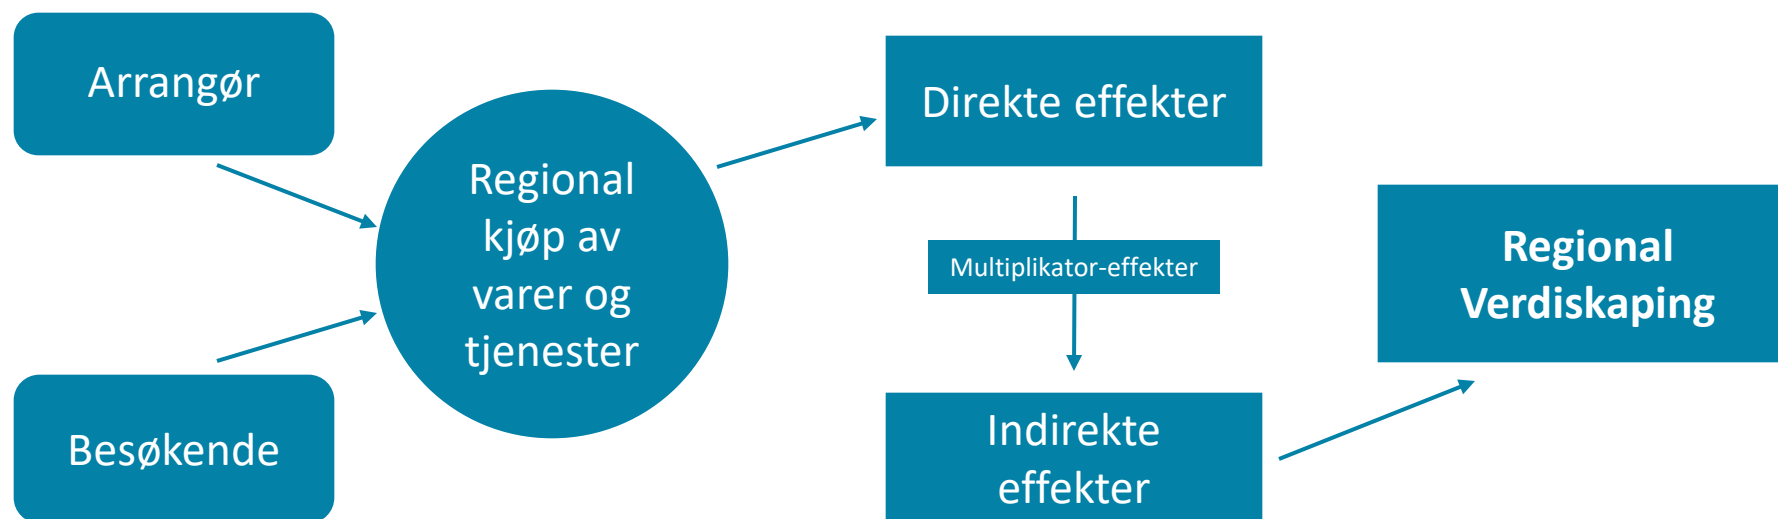 Arrangør
Besøkende
Regional
kjøp av
varer og
tjenester
Direkte effekter
Multiplikator-effekter
Indirekte
effekter
Regional
Verdiskaping